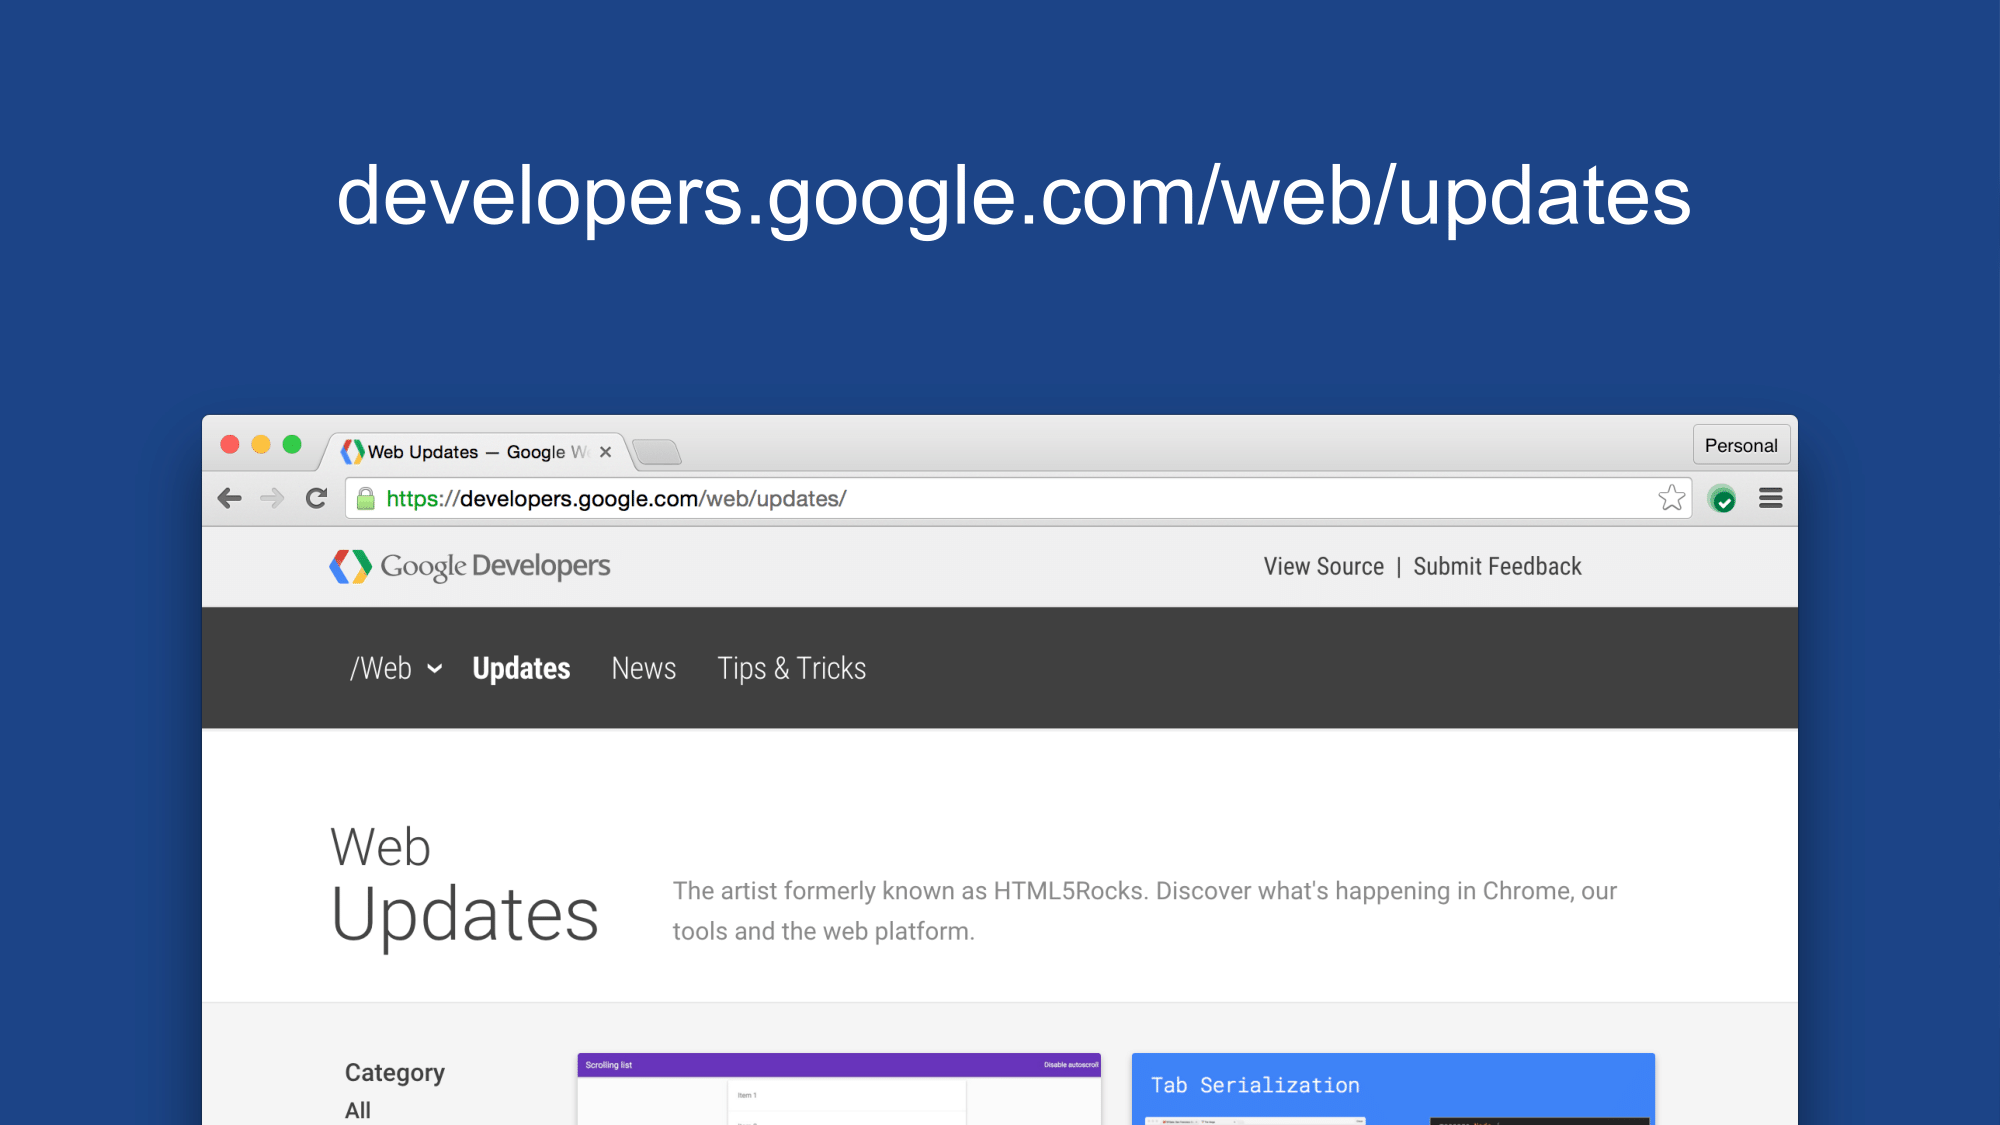 developers.google.com/web/updates
Web Updates — Google W
Personal
https://developers.google.com/web/updates/
Google Developers
View Source | Submit Feedback
/Web Updates News Tips & Tricks
Web
Updates
The artist formerly known as HTML5Rocks. Discover what's happening in Chrome, our
tools and the web platform.
Category
All
Scrolling list
Disable autoscroll
Item 1
Tab Serialization